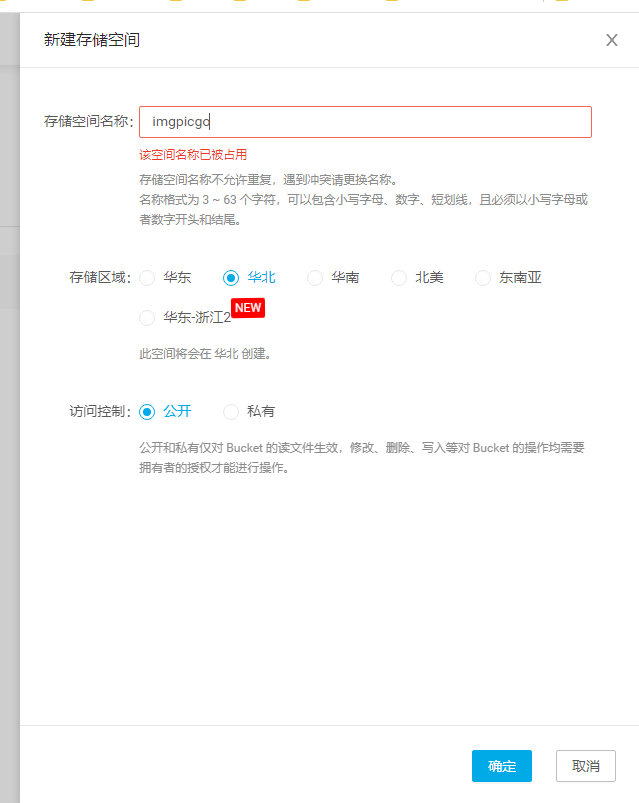 新建存储空间
存储空间名称： imgpicgo
该空间名称已被占用
存储空间名称不允许重复，遇到冲突请更换名称。
名称格式为 3 ~ 63 个字符，可以包含小写字母、数字、短划线，且必须以小写字母或
者数字开头和结尾。
存储区域： 华东 华北 华南 北美 东南亚
华东-浙江2 NEW
此空间将会在 华北 创建。
访问控制： 公开 私有
公开和私有仅对 Bucket 的读文件生效，修改、删除、写入等对 Bucket 的操作均需要
拥有者的授权才能进行操作。
确定 取消